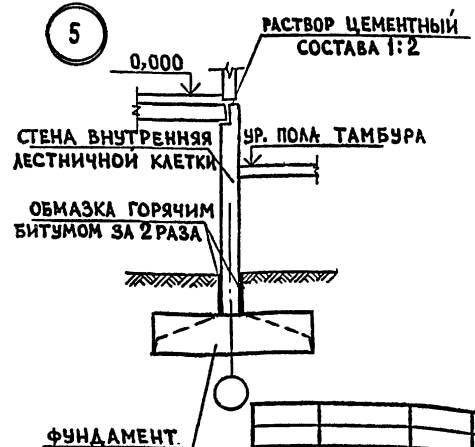 5
РАСТВОР ЦЕМЕНТНЫЙ
СОСТАВА 1:2
0,000
СТЕНА ВНУТРЕННЯЯ
ЛЕСТНИЧНОЙ КЛЕТКИ
УР. ПОЛА ТАМБУРА
ОБМАЗКА ГОРЯЧИМ
БИТУМОМ ЗА 2 РАЗА
ФУНДАМЕНТ